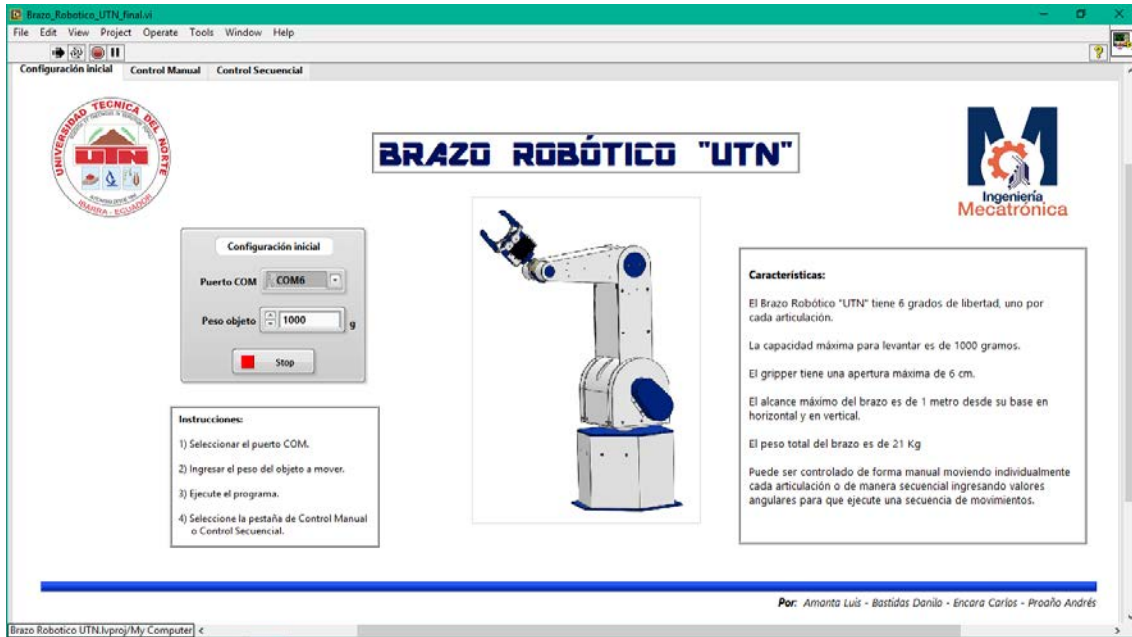 Brazo_Robotico_UTN_final.vi
File Edit View Project Operate Tools Window Help
Configuración inicial Control Manual Control Secuencial
UNIVERSIDAD TECNICA DEL NORTE
UTN
IBARRA - ECUADOR
BRAZO ROBÓTICO "UTN"
M
Ingeniería
Mecatrónica
Configuración inicial
Puerto COM COM6
Peso objeto 1000 g
Stop
Instrucciones:
1) Seleccionar el puerto COM.
2) Ingresar el peso del objeto a mover.
3) Ejecute el programa.
4) Seleccione la pestaña de Control Manual
o Control Secuencial.
Características:
El Brazo Robótico "UTN" tiene 6 grados de libertad, uno por
cada articulación.
La capacidad máxima para levantar es de 1000 gramos.
El gripper tiene una apertura máxima de 6 cm.
El alcance máximo del brazo es de 1 metro desde su base en
horizontal y en vertical.
El peso total del brazo es de 21 Kg
Puede ser controlado de forma manual moviendo individualmente
cada articulación o de manera secuencial ingresando valores
angulares para que ejecute una secuencia de movimientos.
Por: Amanta Luis - Bastidas Danilo - Encara Carlos - Proaño Andrés
Brazo Robotico UTN.lvproj/My Computer